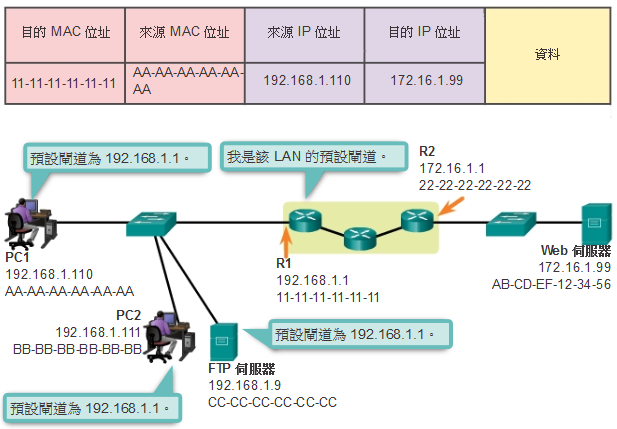 目的 MAC 位址
來源 MAC 位址
來源 IP 位址
目的 IP 位址
資料
11-11-11-11-11-11
AA-AA-AA-AA-AA-
AA
192.168.1.110
172.16.1.99
預設閘道為 192.168.1.1。
我是該 LAN 的預設閘道。
R2
172.16.1.1
22-22-22-22-22-22
PC1
192.168.1.110
AA-AA-AA-AA-AA-AA
R1
192.168.1.1
11-11-11-11-11-11
Web 伺服器
172.16.1.99
AB-CD-EF-12-34-56
PC2
192.168.1.111
BB-BB-BB-BB-BB-BB
預設閘道為 192.168.1.1。
FTP 伺服器
192.168.1.9
CC-CC-CC-CC-CC-CC
預設閘道為 192.168.1.1。